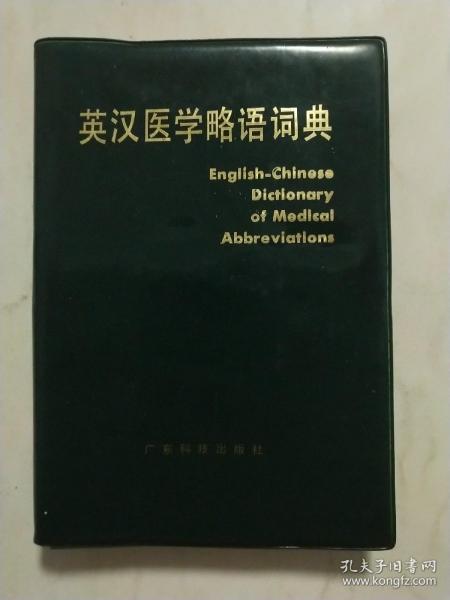 英汉医学略语词典
English-Chinese
Dictionary
of Medical
Abbreviations
广东科技出版社
孔夫子旧书网
www.kongfz.com